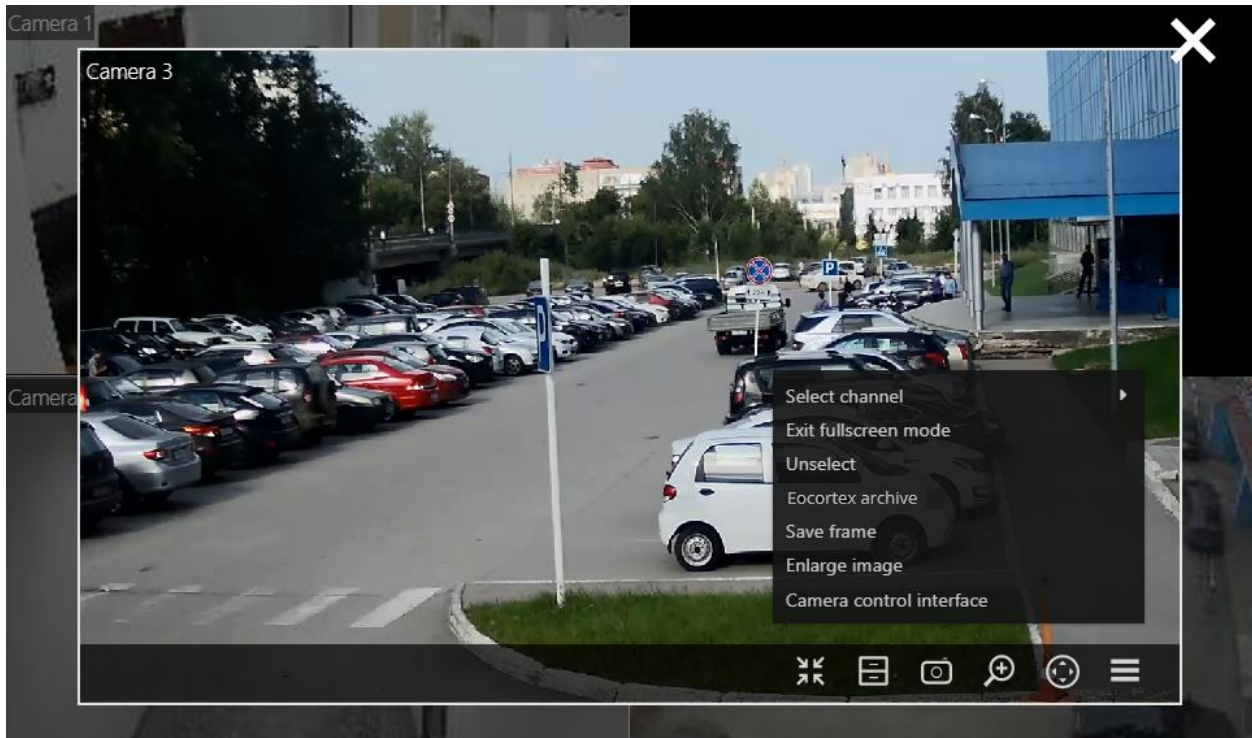 Camera 1
Camera 3
P
P
Camera
Select channel
Exit fullscreen mode
Unselect
Eocortex archive
Save frame
Enlarge image
Camera control interface